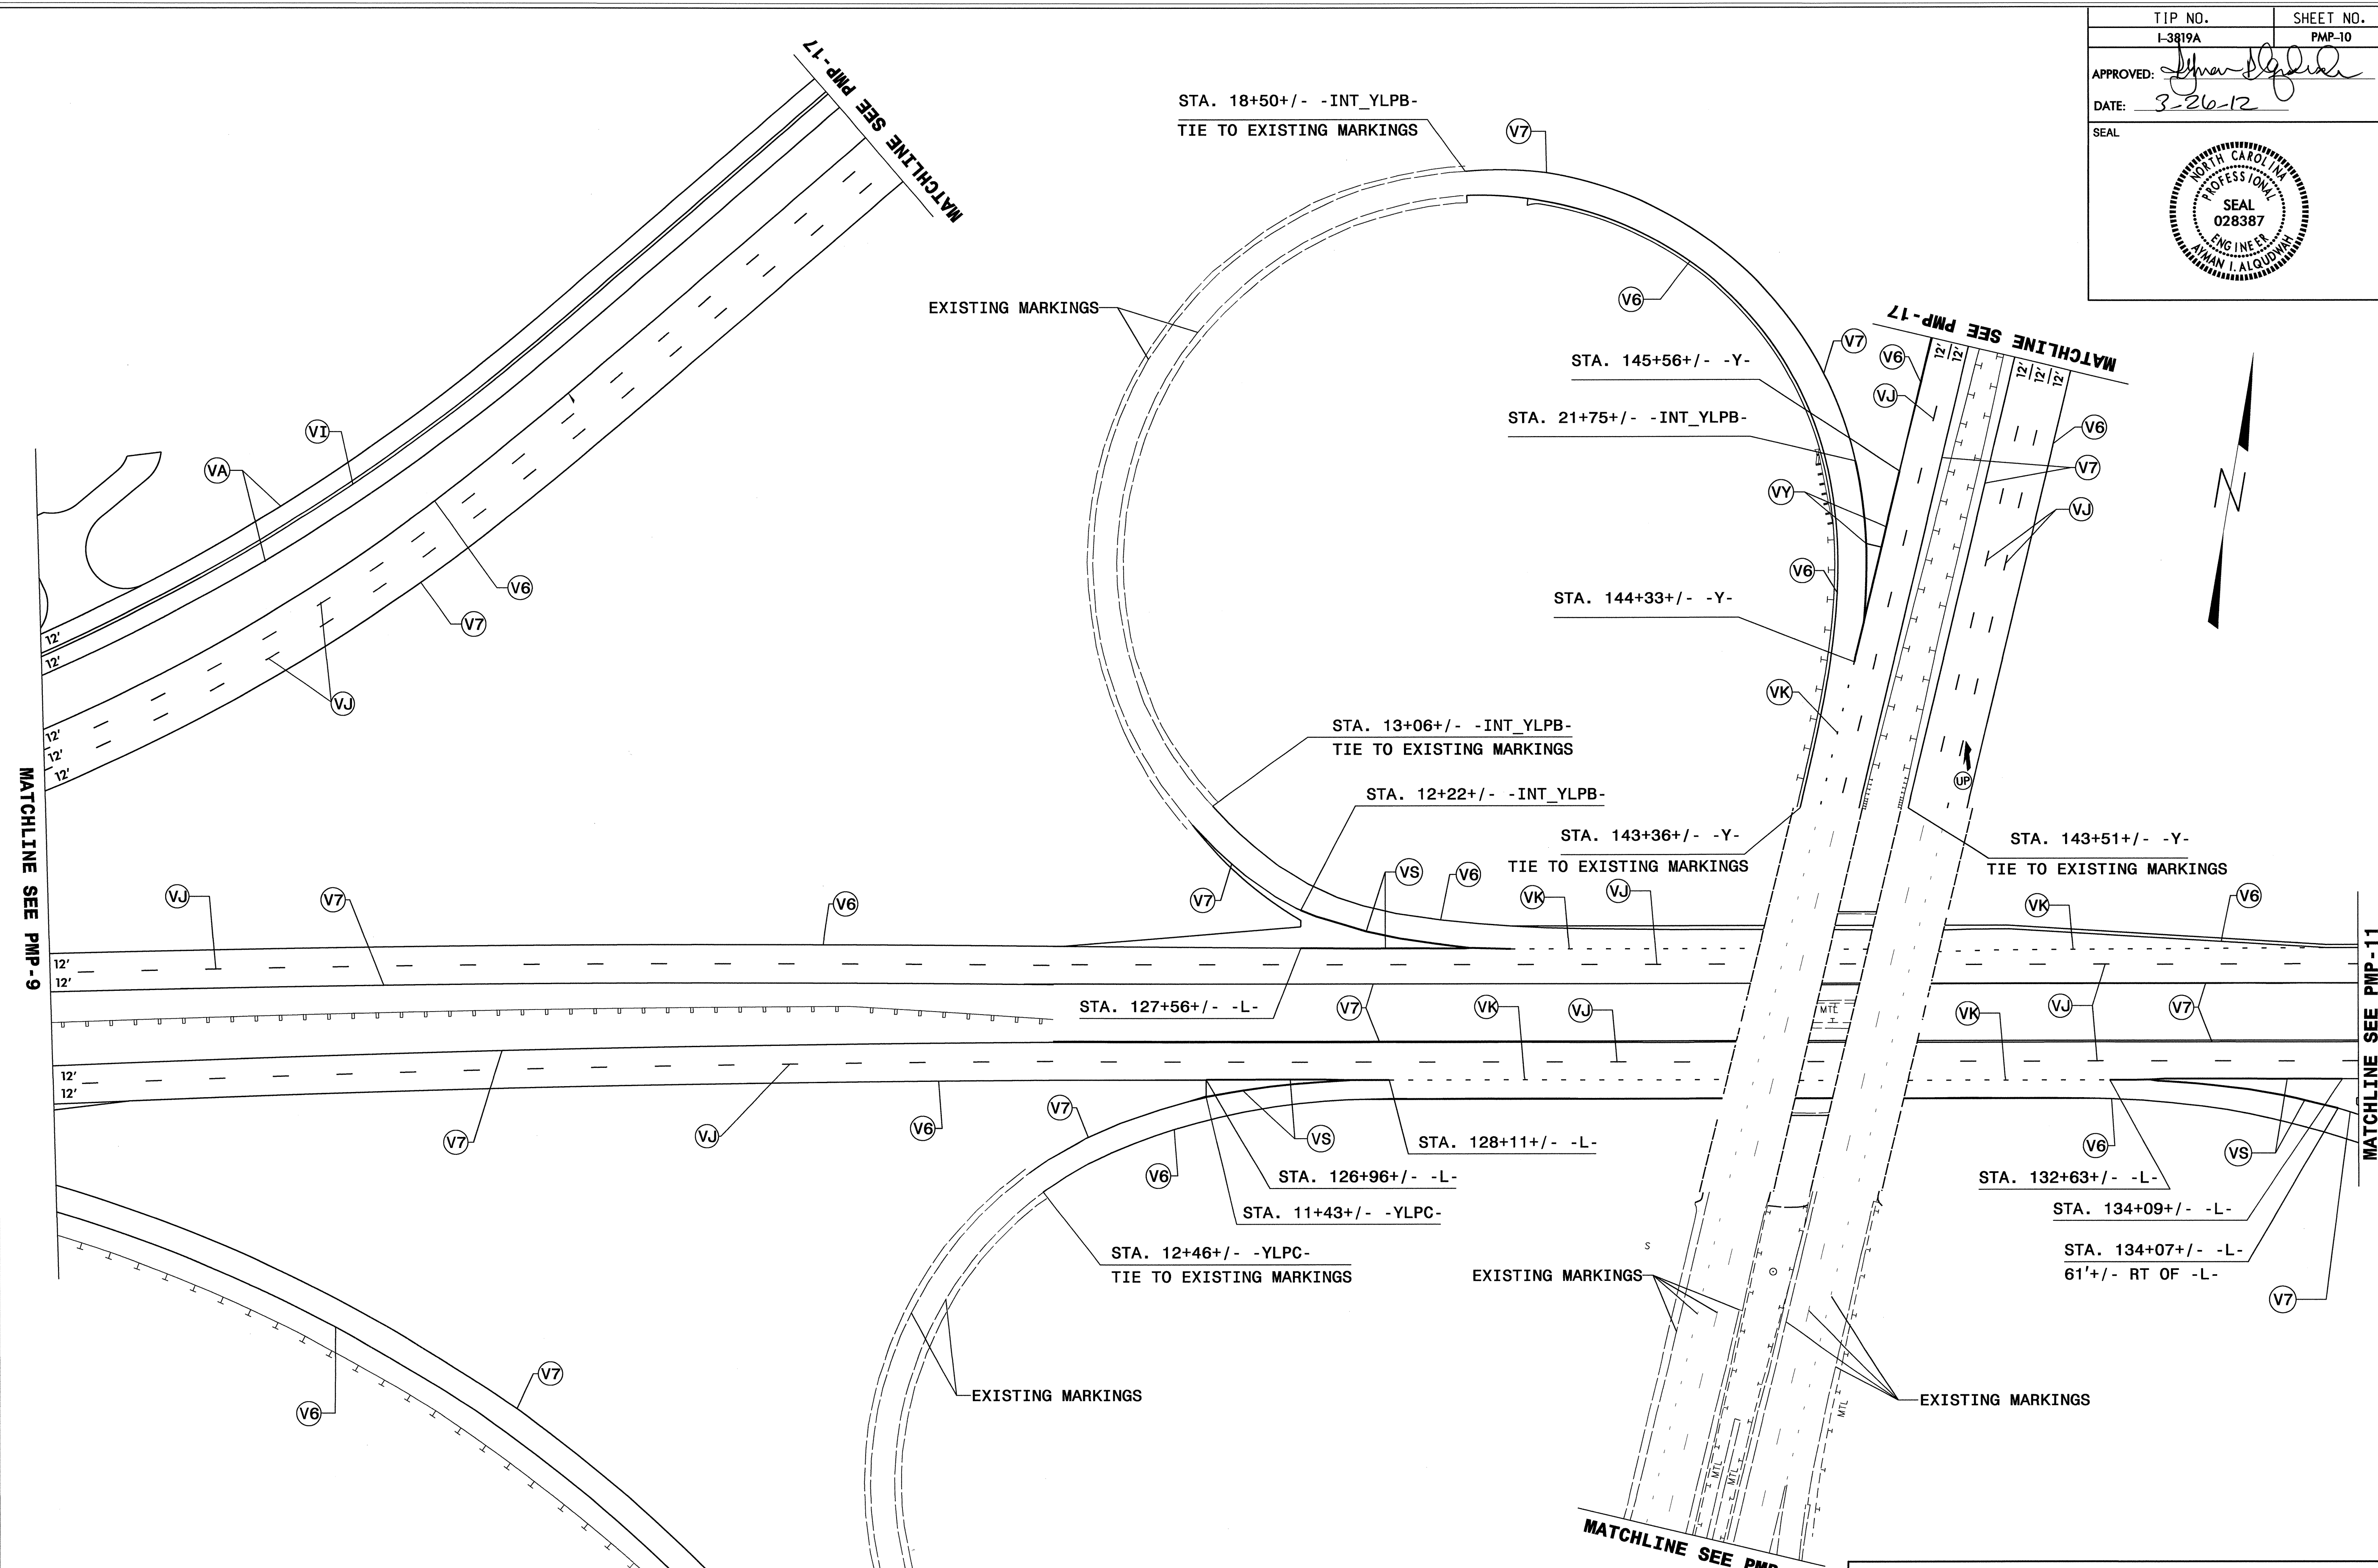 TIP NO.
SHEET NO.
I-3819A
PMP-10
APPROVED:
DATE: 3-26-12
SEAL
NORTH CAROLINA
PROFESSIONAL
SEAL
028387
ENGINEER
AYMAN I. ALQUDWAH
MATCHLINE SEE PMP-17
STA. 18+50+/- -INT_YLPB-
TIE TO EXISTING MARKINGS
V7
V6
EXISTING MARKINGS
MATCHLINE SEE PMP-17
V7
V6
12'
12'
12'
12'
12'
STA. 145+56+/- -Y-
VJ
STA. 21+75+/- -INT_YLPB-
V6
VI
V7
VA
VY
VJ
N
V6
V6
STA. 144+33+/- -Y-
V7
12'
12'
VK
VJ
STA. 13+06+/- -INT_YLPB-
TIE TO EXISTING MARKINGS
12'
12'
12'
UP
MATCHLINE SEE PMP-9
STA. 12+22+/- -INT_YLPB-
STA. 143+36+/- -Y-
TIE TO EXISTING MARKINGS
STA. 143+51+/- -Y-
TIE TO EXISTING MARKINGS
VJ
V7
V6
V7
VS
V6
VK
VJ
VK
V6
12'
12'
STA. 127+56+/- -L-
V7
VK
VJ
MTL
VK
VJ
V7
MATCHLINE SEE PMP-11
12'
12'
V7
VJ
V6
V7
V6
VS
STA. 128+11+/- -L-
V6
VS
STA. 126+96+/- -L-
STA. 132+63+/- -L-
STA. 11+43+/- -YLPC-
STA. 134+09+/- -L-
STA. 12+46+/- -YLPC-
TIE TO EXISTING MARKINGS
S
STA. 134+07+/- -L-
61'+/- RT OF -L-
EXISTING MARKINGS
V7
V7
V6
EXISTING MARKINGS
EXISTING MARKINGS
MTL
MTL
MTL
MATCHLINE SEE